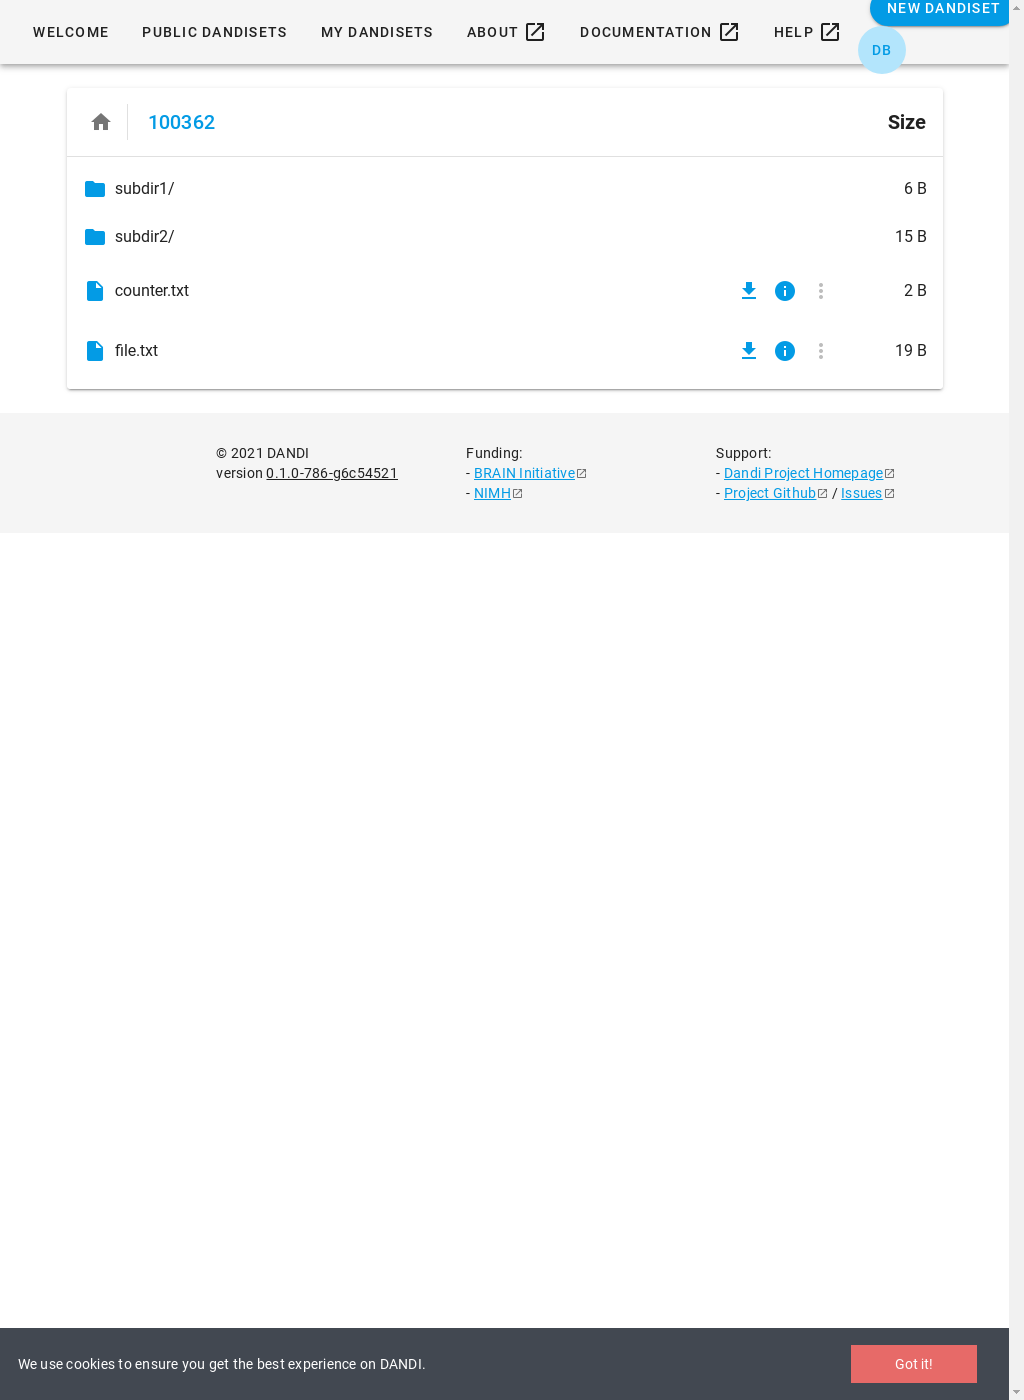 NEW DANDISET
WELCOME PUBLIC DANDISETS MY DANDISETS ABOUT DOCUMENTATION HELP
DB
100362 Size
subdir1/ 6 B
subdir2/ 15 B
counter.txt 2 B
file.txt 19 B
© 2021 DANDI Funding: Support:
version 0.1.0-786-g6c54521 - BRAIN Initiative - Dandi Project Homepage
- NIMH - Project Github / Issues
We use cookies to ensure you get the best experience on DANDI. Got it!